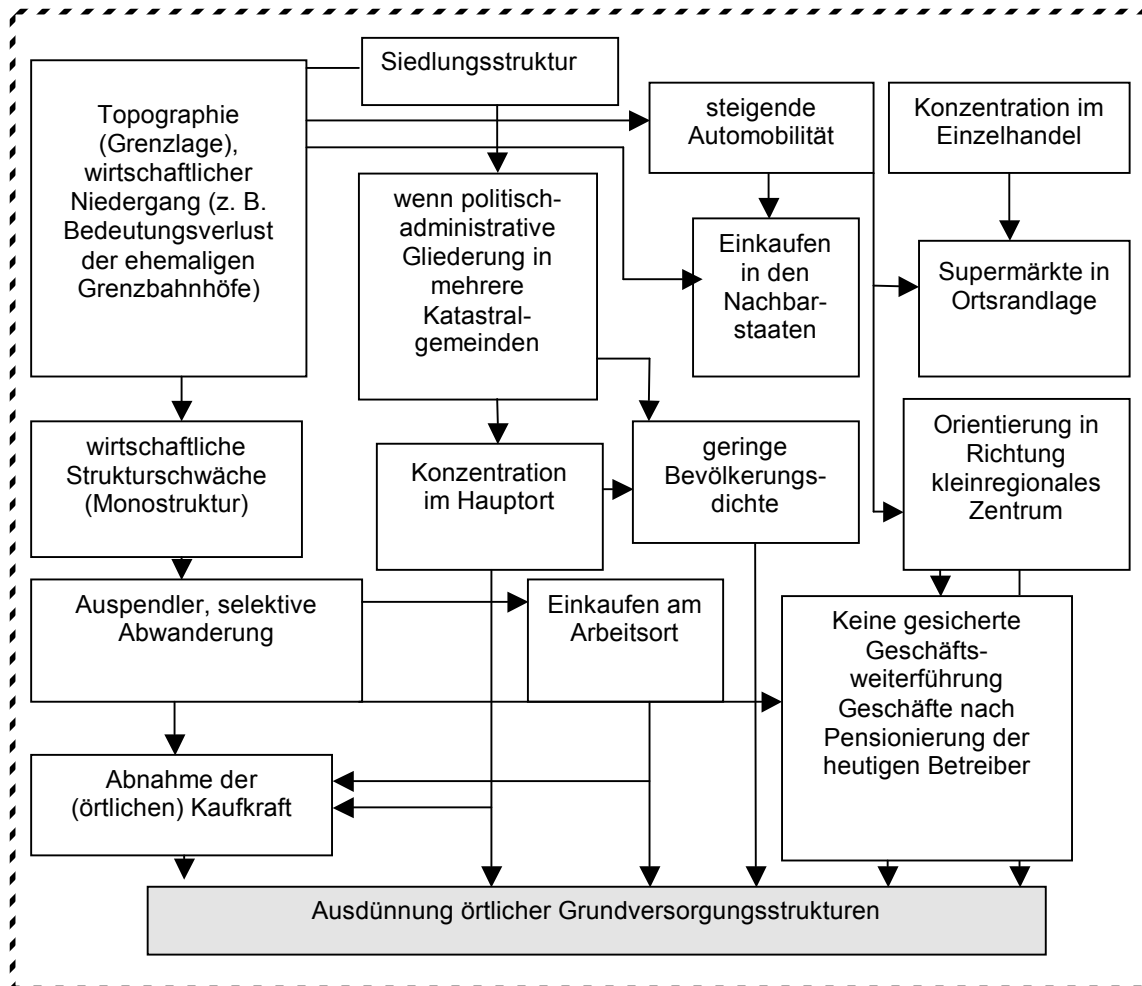 Siedlungsstruktur
Topographie
(Grenzlage),
wirtschaftlicher
Niedergang (z. B.
Bedeutungsverlust
der ehemaligen
Grenzbahnhöfe)
steigende
Automobilität
Konzentration im
Einzelhandel
wenn politisch-
administrative
Gliederung in
mehrere
Katastral-
gemeinden
Einkaufen
in den
Nachbar-
staaten
Supermärkte in
Ortsrandlage
wirtschaftliche
Strukturschwäche
(Monostruktur)
Konzentration
im Hauptort
geringe
Bevölkerungs-
dichte
Orientierung in
Richtung
kleinregionales
Zentrum
Auspendler, selektive
Abwanderung
Einkaufen am
Arbeitsort
Keine gesicherte
Geschäfts-
weiterführung
Geschäfte nach
Pensionierung der
heutigen Betreiber
Abnahme der
(örtlichen) Kaufkraft
Ausdünnung örtlicher Grundversorgungsstrukturen